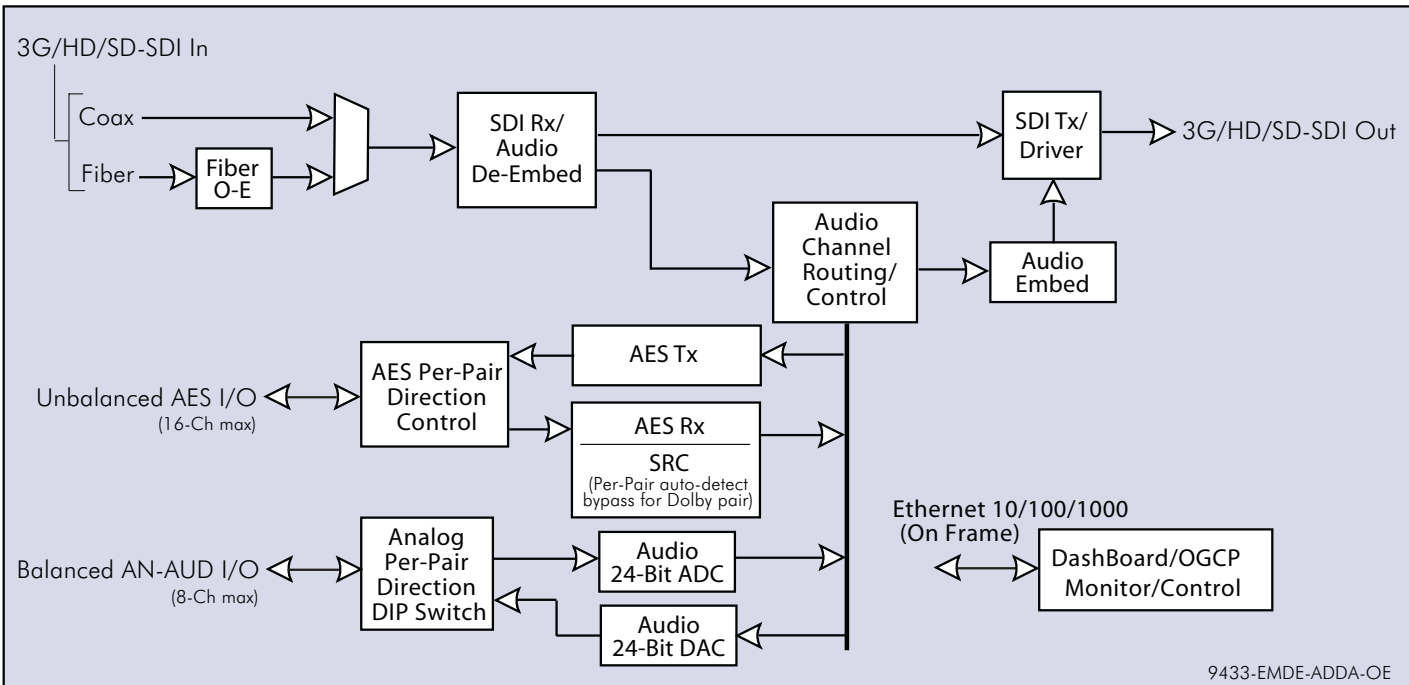 3G/HD/SD-SDI In
Coax
Fiber
Fiber
O-E
SDI Rx/
Audio
De-Embed
SDI Tx/
Driver
3G/HD/SD-SDI Out
Audio
Channel
Routing/
Control
Audio
Embed
Unbalanced AES I/O
(16-Ch max)
AES Per-Pair
Direction
Control
AES Tx
AES Rx
SRC
(Per-Pair auto-detect
bypass for Dolby pair)
Balanced AN-AUD I/O
(8-Ch max)
Analog
Per-Pair
Direction
DIP Switch
Audio
24-Bit ADC
Audio
24-Bit DAC
Ethernet 10/100/1000
(On Frame)
DashBoard/OGCP
Monitor/Control
9433-EMDE-ADDA-OE